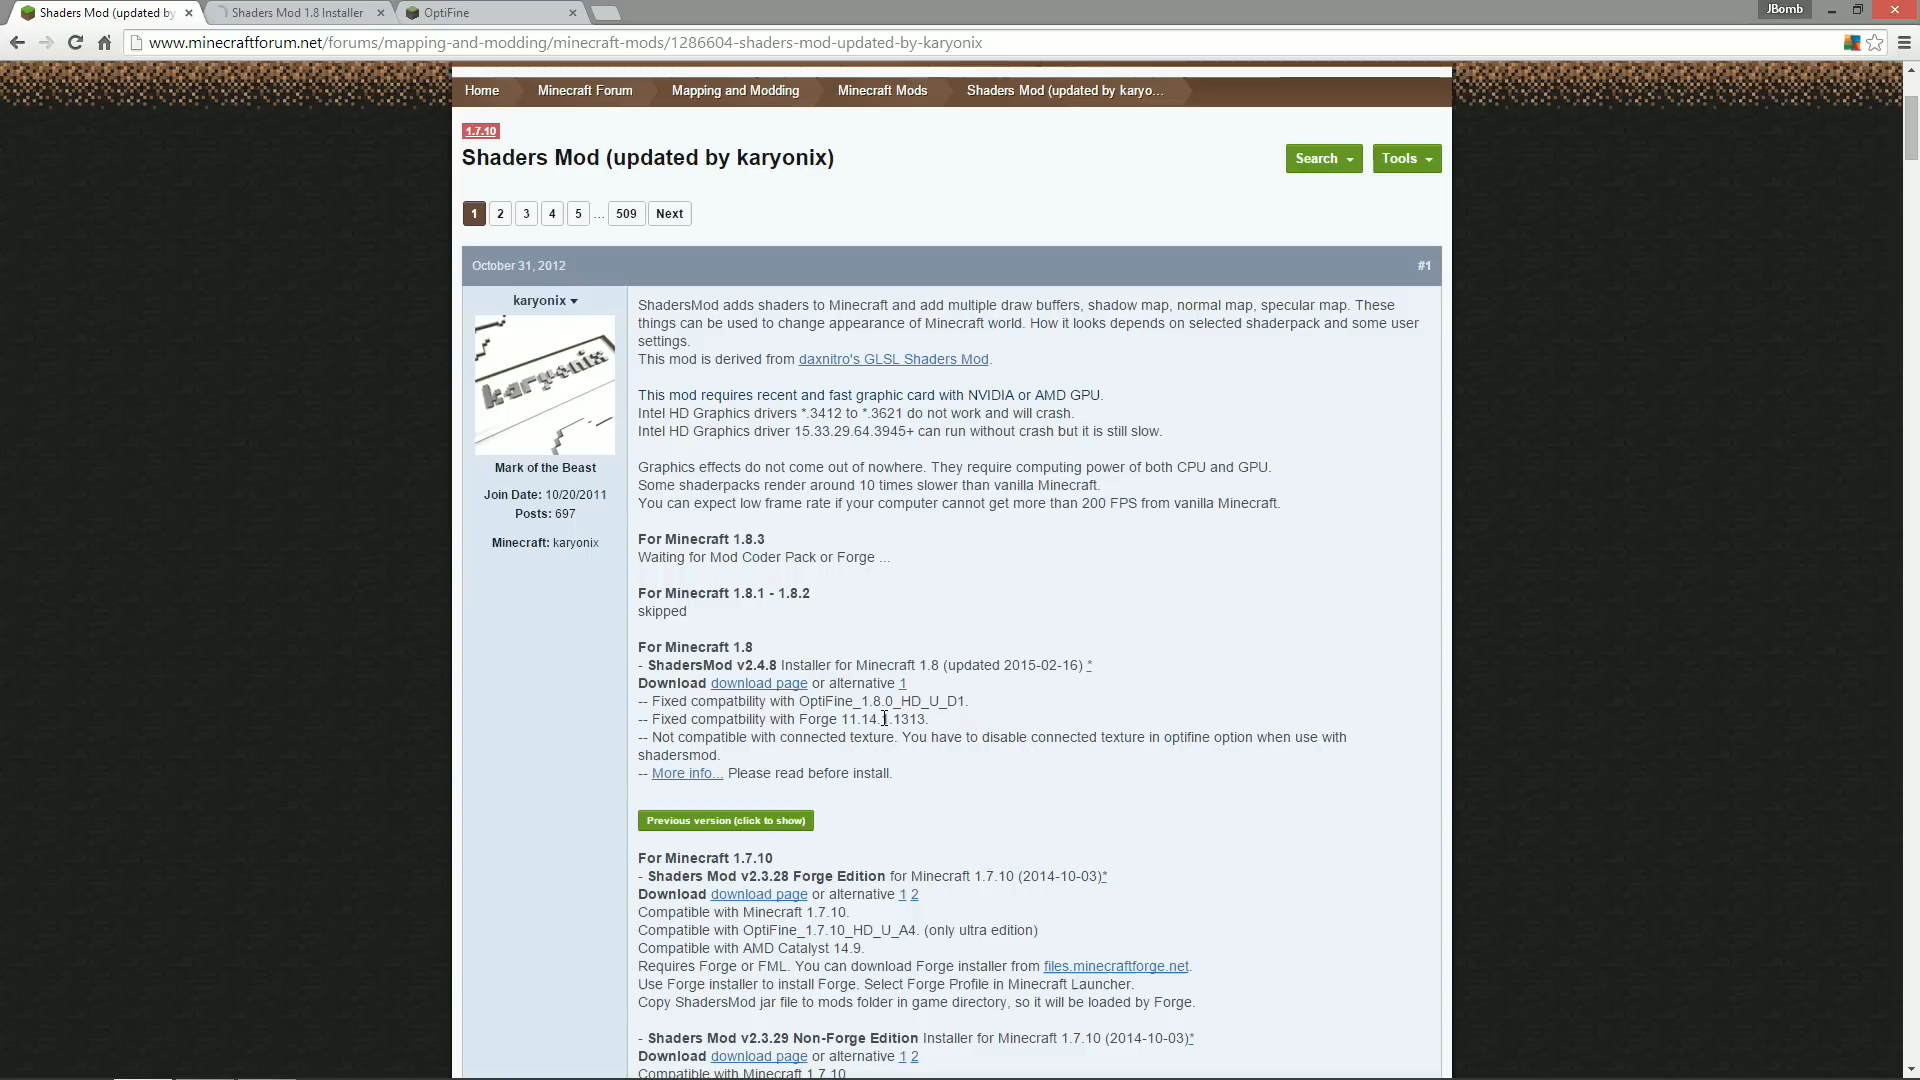 Shaders Mod (updated by
Shaders Mod 1.8 Installer
OptiFine
JBomb
www.minecraftforum.net/forums/mapping-and-modding/minecraft-mods/1286604-shaders-mod-updated-by-karyonix
Home Minecraft Forum Mapping and Modding Minecraft Mods Shaders Mod (updated by karyo...
1.7.10
Shaders Mod (updated by karyonix)
Search Tools
1 2 3 4 5 ... 509 Next
October 31, 2012 #1
karyonix
karyonix
Mark of the Beast
Join Date: 10/20/2011
Posts: 697
Minecraft: karyonix
ShadersMod adds shaders to Minecraft and add multiple draw buffers, shadow map, normal map, specular map. These
things can be used to change appearance of Minecraft world. How it looks depends on selected shaderpack and some user
settings.
This mod is derived from daxnitro's GLSL Shaders Mod.
This mod requires recent and fast graphic card with NVIDIA or AMD GPU.
Intel HD Graphics drivers *.3412 to *.3621 do not work and will crash.
Intel HD Graphics driver 15.33.29.64.3945+ can run without crash but it is still slow.
Graphics effects do not come out of nowhere. They require computing power of both CPU and GPU.
Some shaderpacks render around 10 times slower than vanilla Minecraft.
You can expect low frame rate if your computer cannot get more than 200 FPS from vanilla Minecraft.
For Minecraft 1.8.3
Waiting for Mod Coder Pack or Forge ...
For Minecraft 1.8.1 - 1.8.2
skipped
For Minecraft 1.8
- ShadersMod v2.4.8 Installer for Minecraft 1.8 (updated 2015-02-16) *
Download download page or alternative 1
-- Fixed compatbility with OptiFine_1.8.0_HD_U_D1.
-- Fixed compatbility with Forge 11.14.1.1313.
-- Not compatible with connected texture. You have to disable connected texture in optifine option when use with
shadersmod.
-- More info... Please read before install.
Previous version (click to show)
For Minecraft 1.7.10
- Shaders Mod v2.3.28 Forge Edition for Minecraft 1.7.10 (2014-10-03)*
Download download page or alternative 1 2
Compatible with Minecraft 1.7.10.
Compatible with OptiFine_1.7.10_HD_U_A4. (only ultra edition)
Compatible with AMD Catalyst 14.9.
Requires Forge or FML. You can download Forge installer from files.minecraftforge.net.
Use Forge installer to install Forge. Select Forge Profile in Minecraft Launcher.
Copy ShadersMod jar file to mods folder in game directory, so it will be loaded by Forge.
- Shaders Mod v2.3.29 Non-Forge Edition Installer for Minecraft 1.7.10 (2014-10-03)*
Download download page or alternative 1 2
Compatible with Minecraft 1.7.10